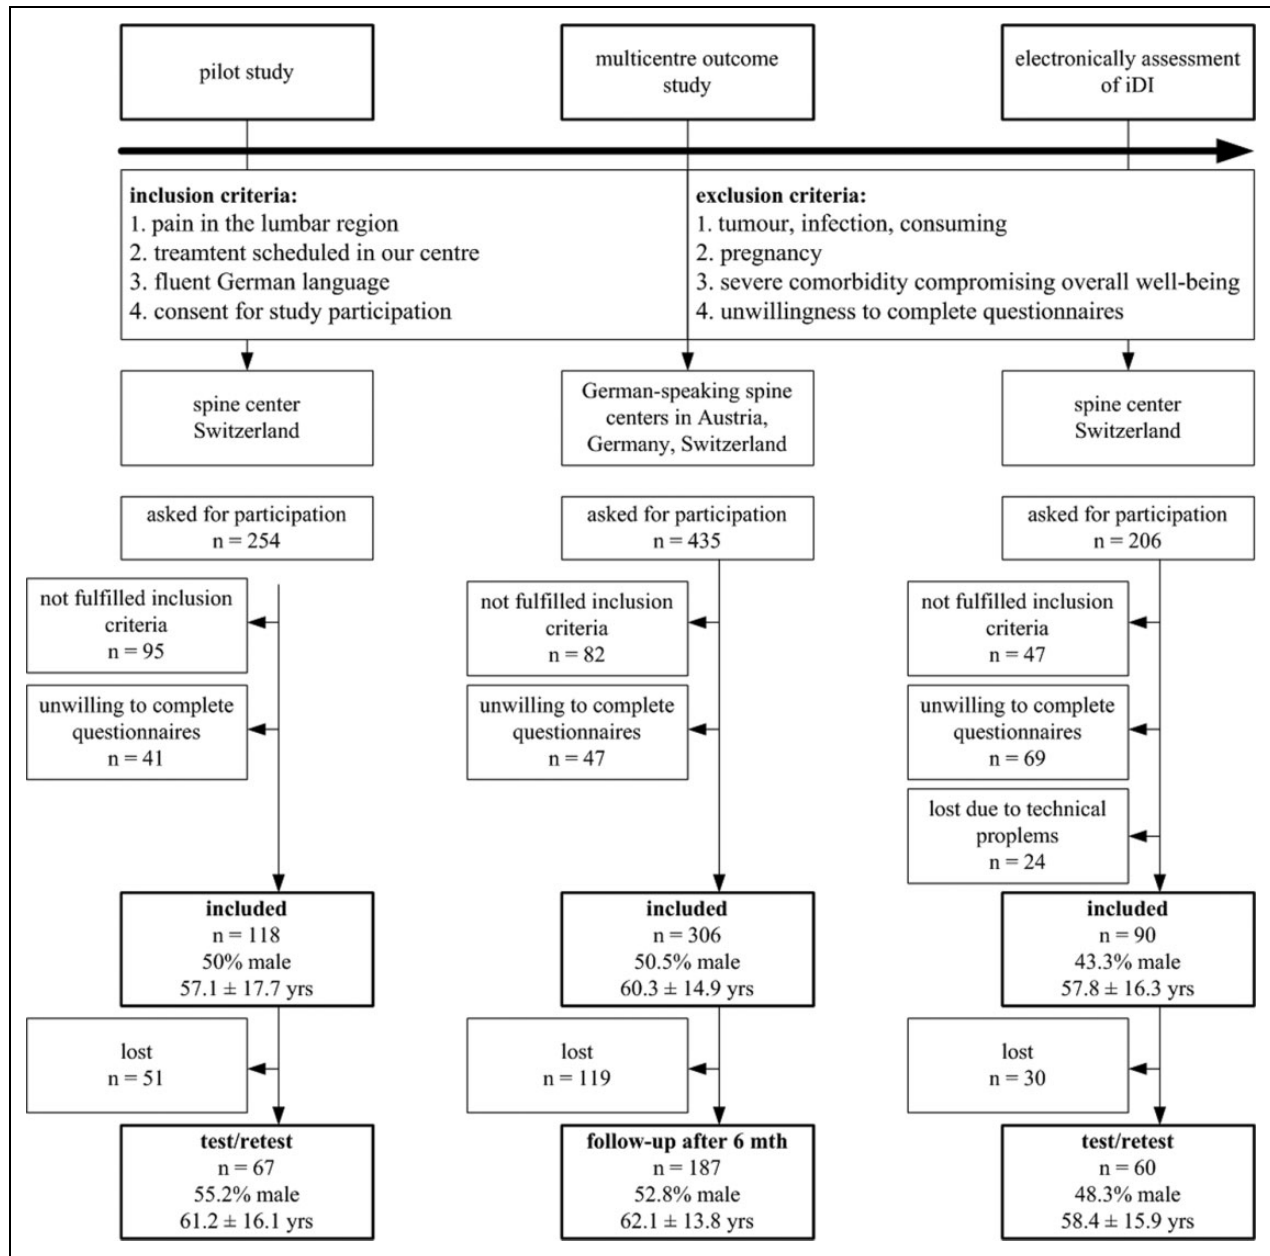 pilot study
multicentre outcome
study
electronically assessment
of iDI
inclusion criteria:
1. pain in the lumbar region
2. treamtent scheduled in our centre
3. fluent German language
4. consent for study participation
exclusion criteria:
1. tumour, infection, consuming
2. pregnancy
3. severe comorbidity compromising overall well-being
4. unwillingness to complete questionnaires
spine center
Switzerland
German-speaking spine
centers in Austria,
Germany, Switzerland
spine center
Switzerland
asked for participation
n = 254
asked for participation
n = 435
asked for participation
n = 206
not fulfilled inclusion
criteria
n = 95
not fulfilled inclusion
criteria
n = 82
not fulfilled inclusion
criteria
n = 47
unwilling to complete
questionnaires
n = 41
unwilling to complete
questionnaires
n = 47
unwilling to complete
questionnaires
n = 69
lost due to technical
proplems
n = 24
included
n = 118
50% male
57.1 ± 17.7 yrs
included
n = 306
50.5% male
60.3 ± 14.9 yrs
included
n = 90
43.3% male
57.8 ± 16.3 yrs
lost
n = 51
lost
n = 119
lost
n = 30
test/retest
n = 67
55.2% male
61.2 ± 16.1 yrs
follow-up after 6 mth
n = 187
52.8% male
62.1 ± 13.8 yrs
test/retest
n = 60
48.3% male
58.4 ± 15.9 yrs